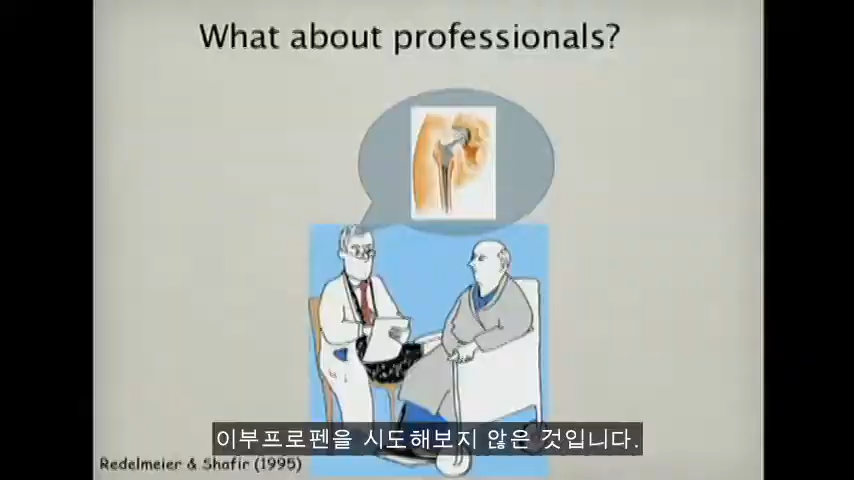 What about professionals?
이부프로펜을 시도해보지 않은 것입니다.
Redelmeier & Shafir (1995)